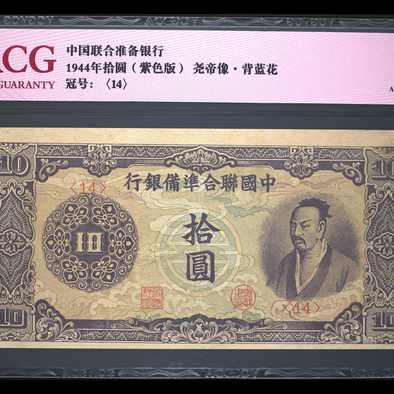 ACG
GUARANTY
中国联合准备银行
1944年拾圆（紫色版） 尧帝像·背蓝花
冠号: 〈14〉
10
10
〈14〉
行銀備準合聯國中
10
拾圓
〈14〉
10
10